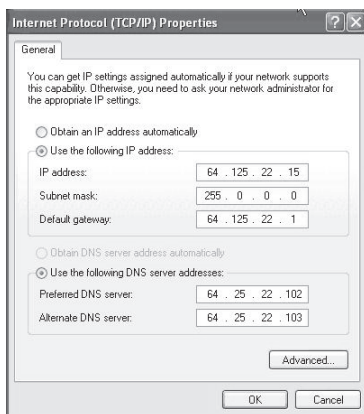 Internet Protocol (TCP/IP) Properties
General
You can get IP settings assigned automatically if your network supports
this capability. Otherwise, you need to ask your network administrator for
the appropriate IP settings.
Obtain an IP address automatically
Use the following IP address:
IP address: 64 . 125 . 22 . 15
Subnet mask: 255 . 0 . 0 . 0
Default gateway: 64 . 125 . 22 . 1
Obtain DNS server address automatically
Use the following DNS server addresses:
Preferred DNS server: 64 . 25 . 22 . 102
Alternate DNS server: 64 . 25 . 22 . 103
Advanced...
OK Cancel